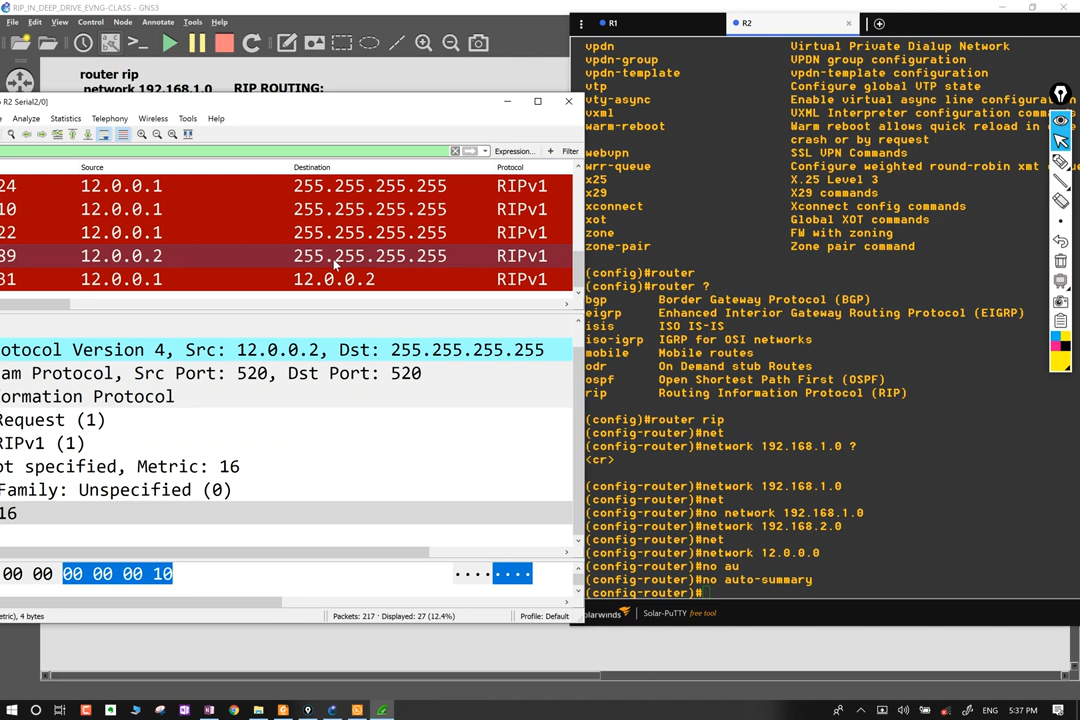 RIP_IN_DEEP_DRIVE_EVNG-CLASS - GNS3
File Edit View Control Node Annotate Tools Help
router rip
network 192.168.1.0 RIP ROUTING:
R2 Serial2/0]
Analyze Statistics Telephony Wireless Tools Help
Expression... + Filter
Source Destination Protocol
24 12.0.0.1 255.255.255.255 RIPv1
10 12.0.0.1 255.255.255.255 RIPv1
22 12.0.0.1 255.255.255.255 RIPv1
89 12.0.0.2 255.255.255.255 RIPv1
31 12.0.0.1 12.0.0.2 RIPv1
otocol Version 4, Src: 12.0.0.2, Dst: 255.255.255.255
am Protocol, Src Port: 520, Dst Port: 520
ormation Protocol
Request (1)
RIPv1 (1)
ot specified, Metric: 16
Family: Unspecified (0)
16
00 00 00 00 00 10 .... ....
etric), 4 bytes Packets: 217 · Displayed: 27 (12.4%) Profile: Default
R1 R2
vpdn Virtual Private Dialup Network
vpdn-group VPDN group configuration
vpdn-template vpdn-template configuration
vtp Configure global VTP state
vty-async Enable virtual async line configuration
vxml VXML Interpreter configuration comma
warm-reboot Warm reboot allows quick reload in
crash or by request
webvpn SSL VPN Commands
wrr-queue Configure weighted round-robin xmt
x25 X.25 Level 3
x29 X29 commands
xconnect Xconnect config commands
xot Global XOT commands
zone FW with zoning
zone-pair Zone pair command
(config)#router
(config)#router ?
bgp Border Gateway Protocol (BGP)
eigrp Enhanced Interior Gateway Routing Protocol (EIGRP)
isis ISO IS-IS
iso-igrp IGRP for OSI networks
mobile Mobile routes
odr On Demand stub Routes
ospf Open Shortest Path First (OSPF)
rip Routing Information Protocol (RIP)
(config)#router rip
(config-router)#net
(config-router)#network 192.168.1.0 ?
<cr>
(config-router)#network 192.168.1.0
(config-router)#net
(config-router)#no network 192.168.1.0
(config-router)#network 192.168.2.0
(config-router)#net
(config-router)#network 12.0.0.0
(config-router)#no au
(config-router)#no auto-summary
(config-router)#
olarwinds Solar-PuTTY free tool
ENG 5:37 PM